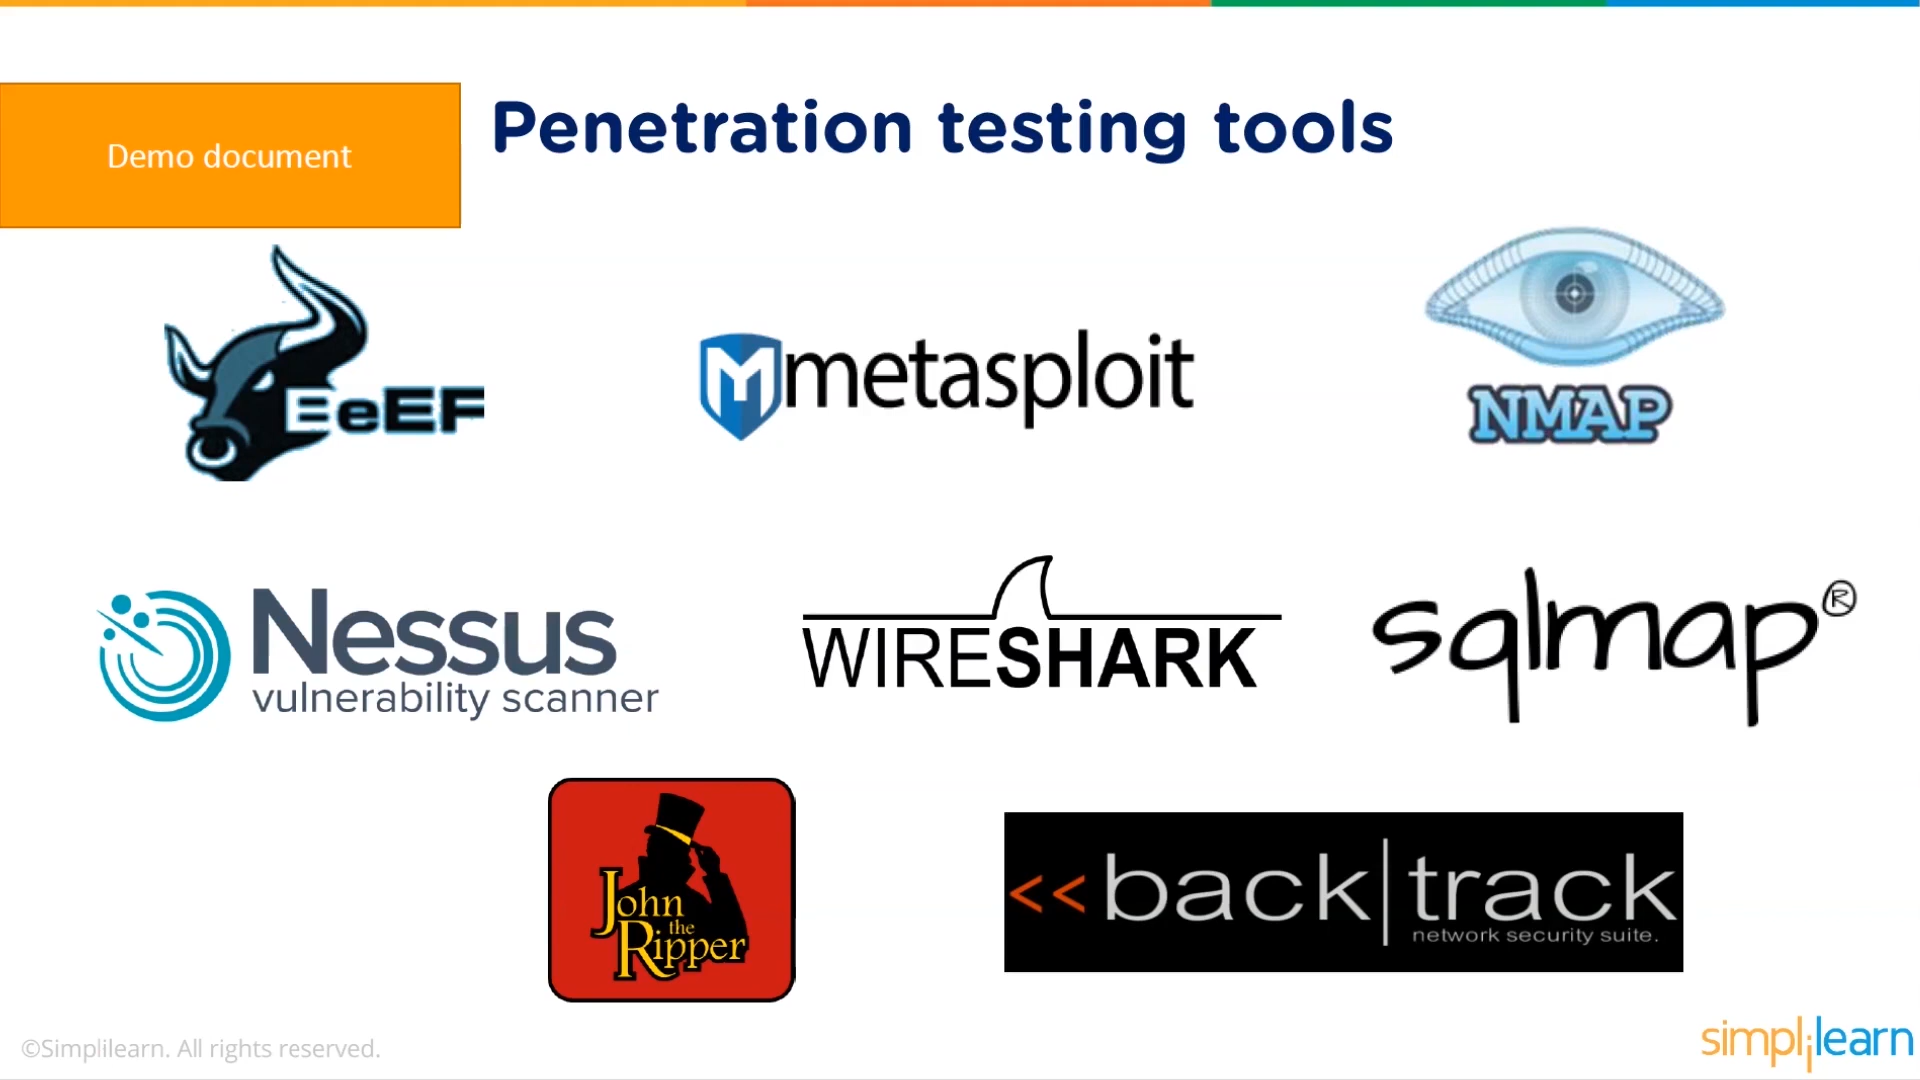 Demo document
Penetration testing tools
BeEF
metasploit
NMAP
Nessus
vulnerability scanner
WIRESHARK
sqlmap®
John
the
Ripper
<<back|track
network security suite.
©Simplilearn. All rights reserved.
simplilearn